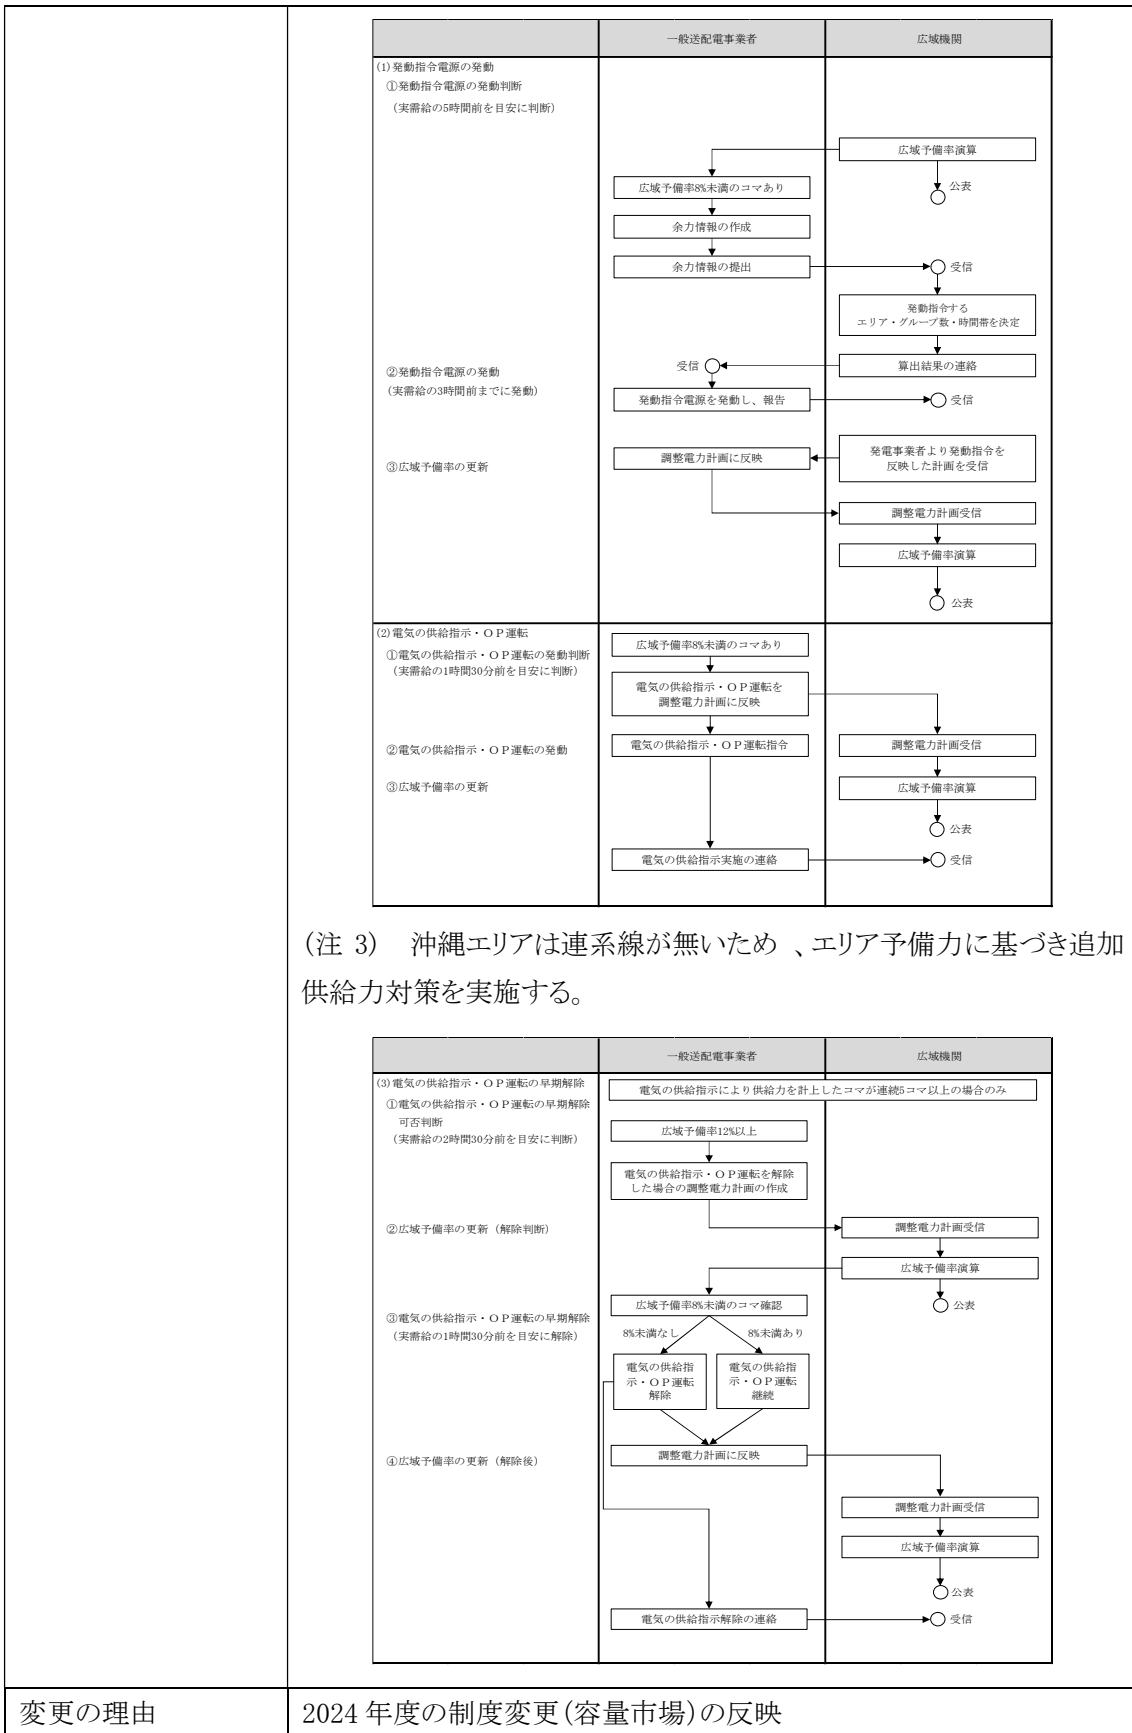 一般送配電事業者
広域機関
(1)発動指令電源の発動
①発動指令電源の発動判断
(実需給の5時間前を目安に判断)
広域予備率演算
公表
広域予備率8%未満のコマあり
余力情報の作成
余力情報の提出
受信
発動指令する
エリア・グループ数・時間帯を決定
②発動指令電源の発動
(実需給の3時間前までに発動)
受信
算出結果の連絡
発動指令電源を発動し、報告
受信
③広域予備率の更新
調整電力計画に反映
発電事業者より発動指令を
反映した計画を受信
調整電力計画受信
広域予備率演算
公表
(2)電気の供給指示・OP運転
①電気の供給指示・OP運転の発動判断
(実需給の1時間30分前を目安に判断)
広域予備率8%未満のコマあり
電気の供給指示・OP運転を
調整電力計画に反映
②電気の供給指示・OP運転の発動
電気の供給指示・OP運転指令
調整電力計画受信
③広域予備率の更新
広域予備率演算
公表
電気の供給指示実施の連絡
受信
(注 3) 沖縄エリアは連系線が無いため 、エリア予備力に基づき追加
供給力対策を実施する。
一般送配電事業者
広域機関
(3)電気の供給指示・OP運転の早期解除
電気の供給指示により供給力を計上したコマが連続5コマ以上の場合のみ
①電気の供給指示・OP運転の早期解除
可否判断
(実需給の2時間30分前を目安に判断)
広域予備率12%以上
電気の供給指示・OP運転を解除
した場合の調整電力計画の作成
②広域予備率の更新(解除判断)
調整電力計画受信
広域予備率演算
公表
③電気の供給指示・OP運転の早期解除
(実需給の1時間30分前を目安に解除)
広域予備率8%未満のコマ確認
8%未満なし
8%未満あり
電気の供給指
示・OP運転
解除
電気の供給指
示・OP運転
継続
④広域予備率の更新(解除後)
調整電力計画に反映
調整電力計画受信
広域予備率演算
公表
電気の供給指示解除の連絡
受信
変更の理由
2024 年度の制度変更(容量市場)の反映